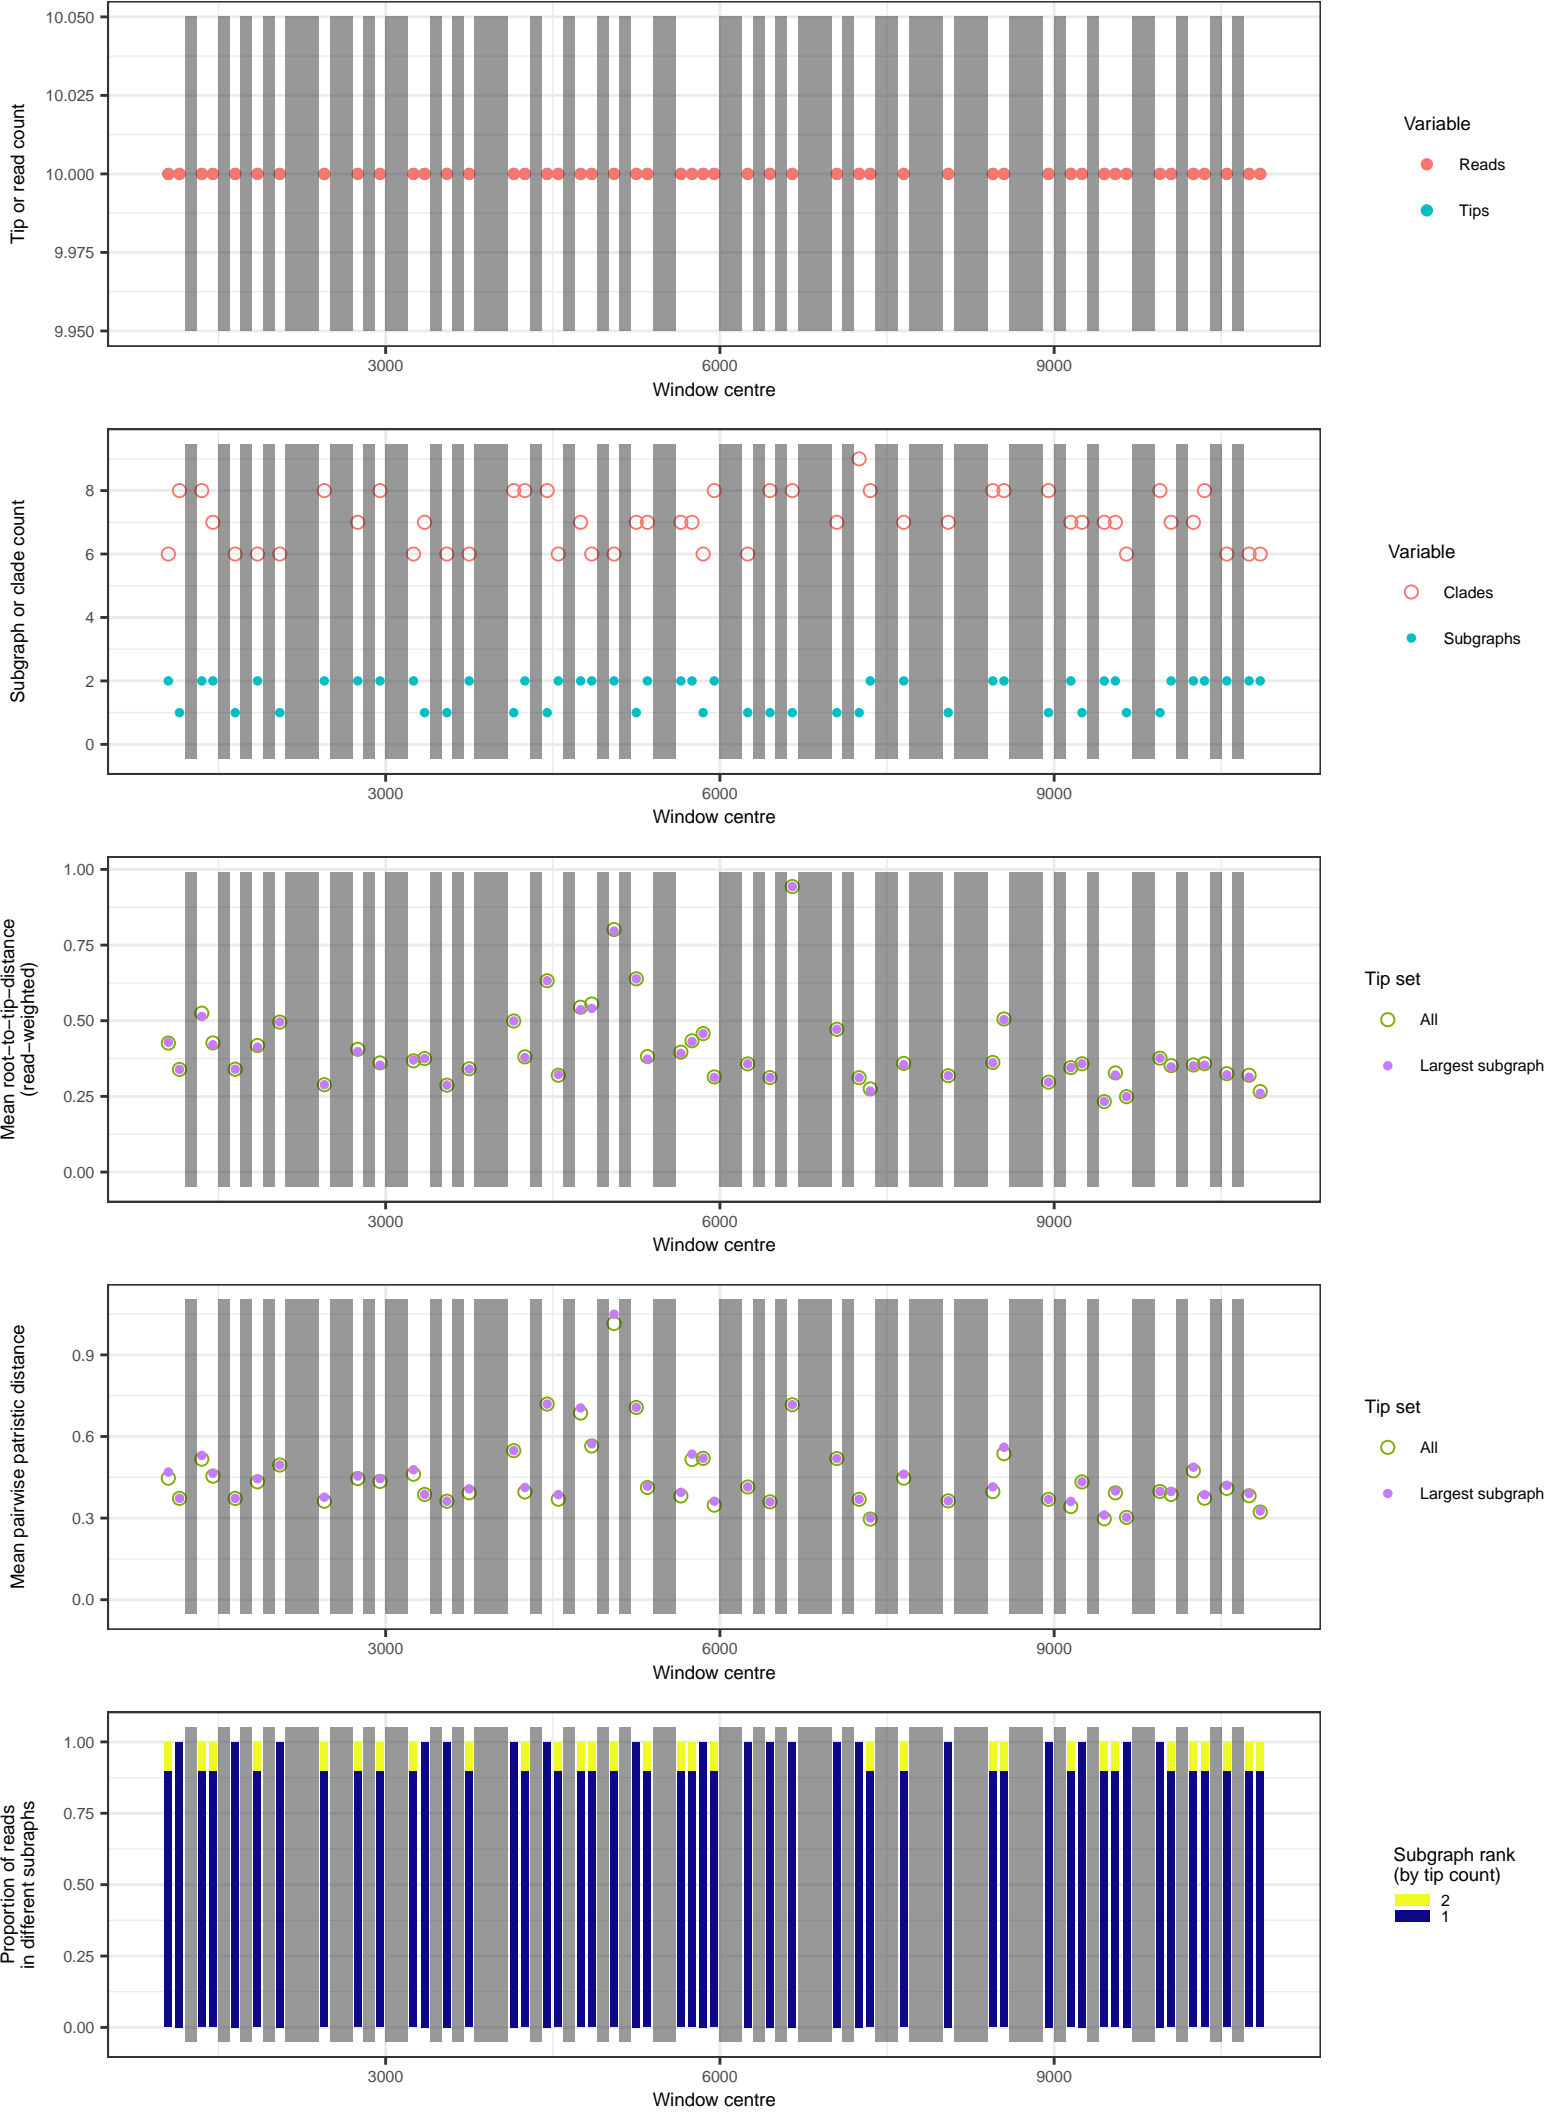 Tip or read count
10.050
10.025
10.000
9.975
9.950
3000
6000
9000
Window centre
Variable
Reads
Tips
Subgraph or clade count
8
6
4
2
0
3000
6000
9000
Window centre
Variable
Clades
Subgraphs
Mean root−to−tip−distance
(read−weighted)
1.00
0.75
0.50
0.25
0.00
3000
6000
9000
Window centre
Tip set
All
Largest subgraph
Mean pairwise patristic distance
0.9
0.6
0.3
0.0
3000
6000
9000
Window centre
Tip set
All
Largest subgraph
Proportion of reads
in different subraphs
1.00
0.75
0.50
0.25
0.00
3000
6000
9000
Window centre
Subgraph rank
(by tip count)
2
1